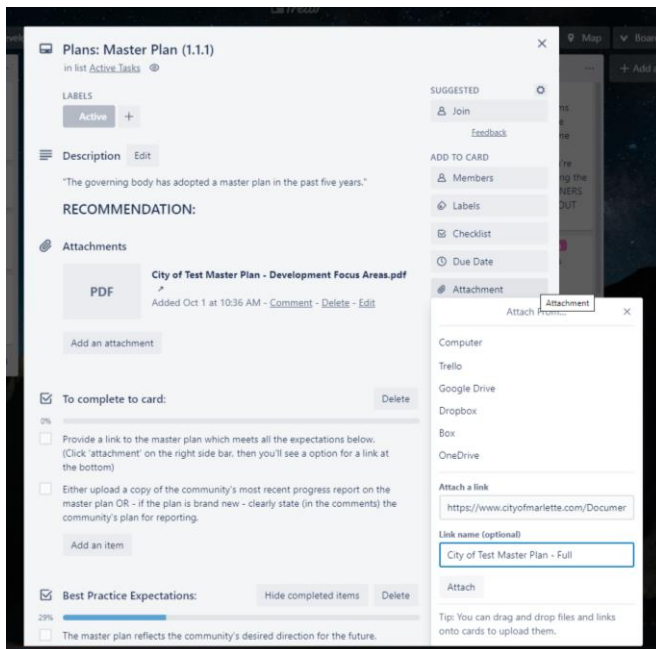 Trello
Map
Board
+ Add a
Plans: Master Plan (1.1.1)
in list Active Tasks
LABELS
Active +
Description Edit
"The governing body has adopted a master plan in the past five years."
RECOMMENDATION:
Attachments
PDF
City of Test Master Plan - Development Focus Areas.pdf
↗
Added Oct 1 at 10:36 AM - Comment - Delete - Edit
Add an attachment
To complete to card: Delete
0%
Provide a link to the master plan which meets all the expectations below.
(Click 'attachment' on the right side bar, then you'll see a option for a link at
the bottom)
Either upload a copy of the community's most recent progress report on the
master plan OR - if the plan is brand new - clearly state (in the comments) the
community's plan for reporting.
Add an item
Best Practice Expectations: Hide completed items Delete
29%
The master plan reflects the community's desired direction for the future.
SUGGESTED
Join
Feedback
ADD TO CARD
Members
Labels
Checklist
Due Date
Attachment
Attachment
Attach From...
Computer
Trello
Google Drive
Dropbox
Box
OneDrive
Attach a link
https://www.cityofmarlette.com/Documer
Link name (optional)
City of Test Master Plan - Full
Attach
Tip: You can drag and drop files and links
onto cards to upload them.